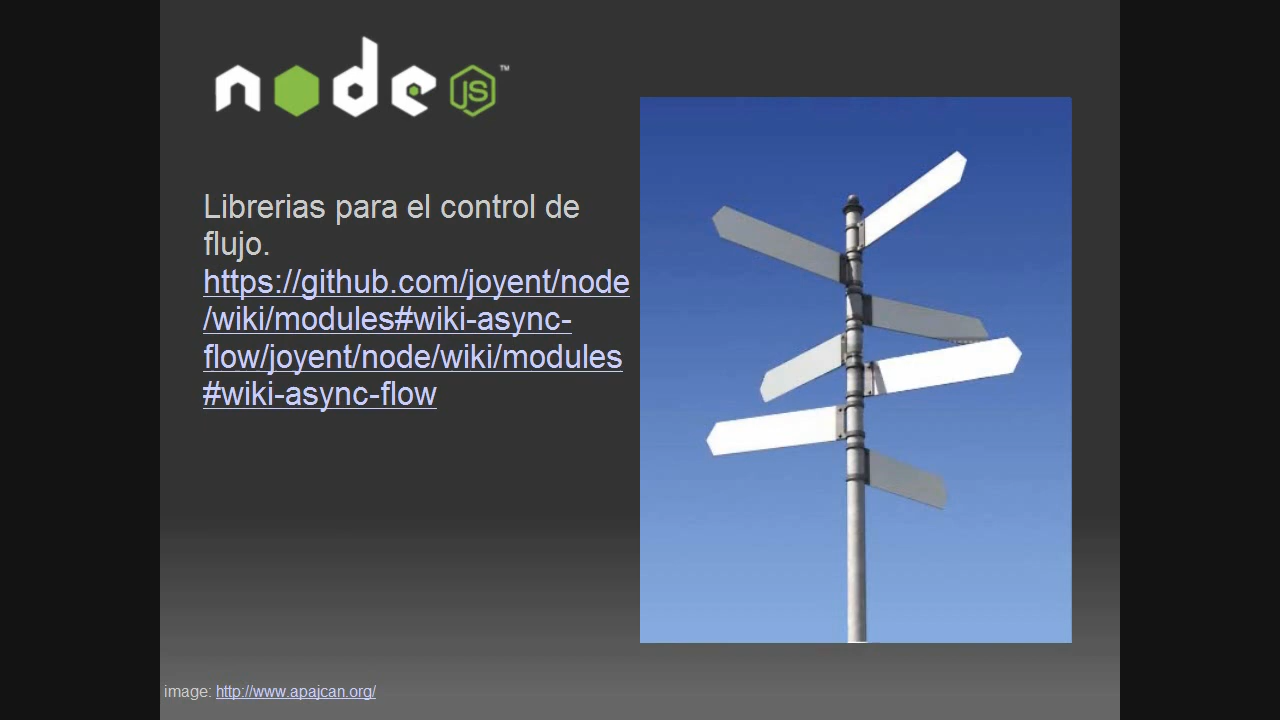 node JS™
Librerias para el control de
flujo.
https://github.com/joyent/node
/wiki/modules#wiki-async-
flow/joyent/node/wiki/modules
#wiki-async-flow
image: http://www.apajcan.org/